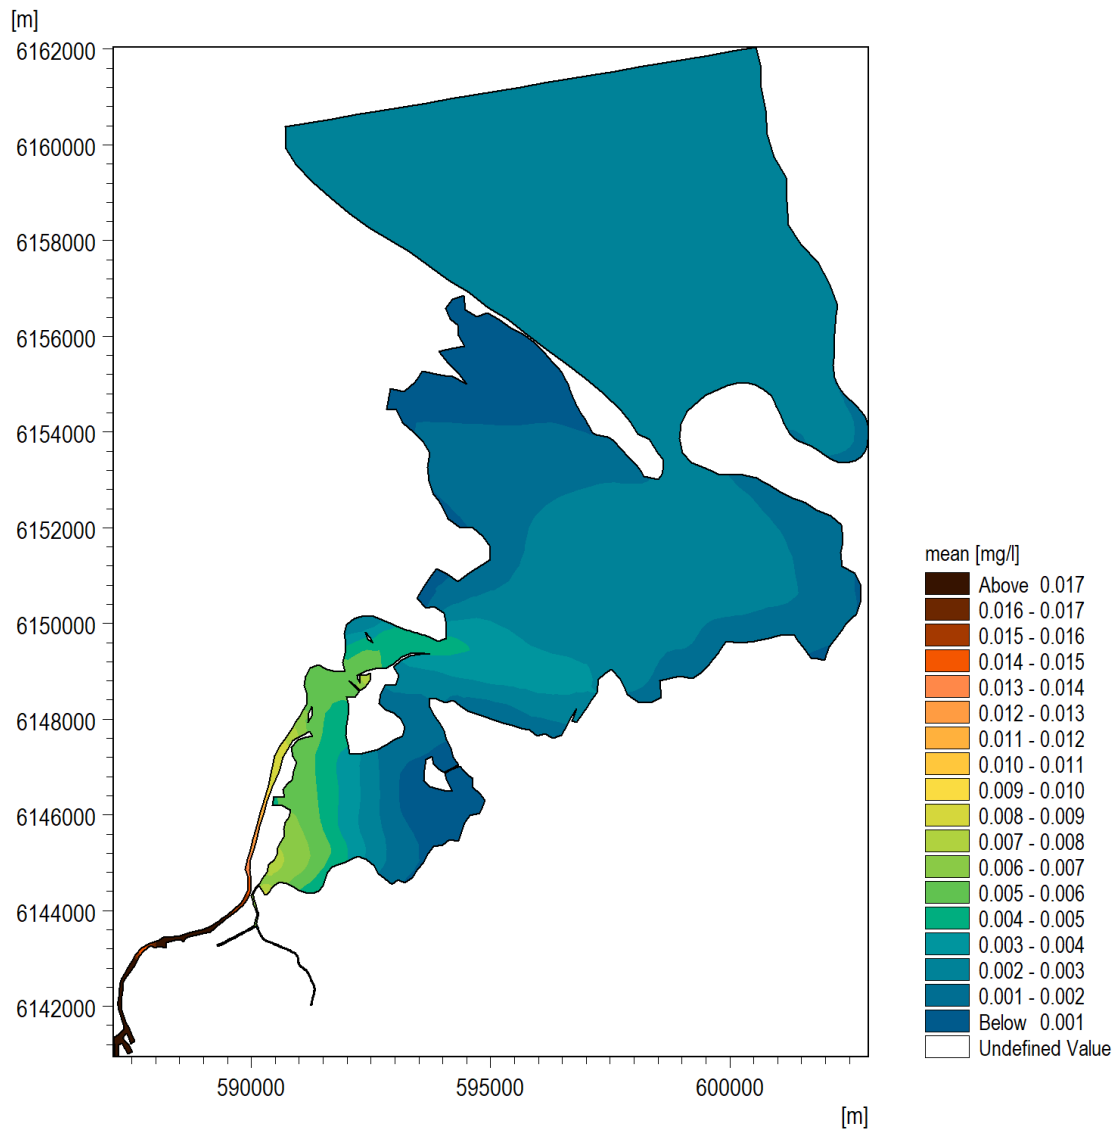 [m]
6162000
6160000
6158000
6156000
6154000
6152000
6150000
6148000
6146000
6144000
6142000
590000
595000
600000
[m]
mean [mg/l]
Above 0.017
0.016 - 0.017
0.015 - 0.016
0.014 - 0.015
0.013 - 0.014
0.012 - 0.013
0.011 - 0.012
0.010 - 0.011
0.009 - 0.010
0.008 - 0.009
0.007 - 0.008
0.006 - 0.007
0.005 - 0.006
0.004 - 0.005
0.003 - 0.004
0.002 - 0.003
0.001 - 0.002
Below 0.001
Undefined Value